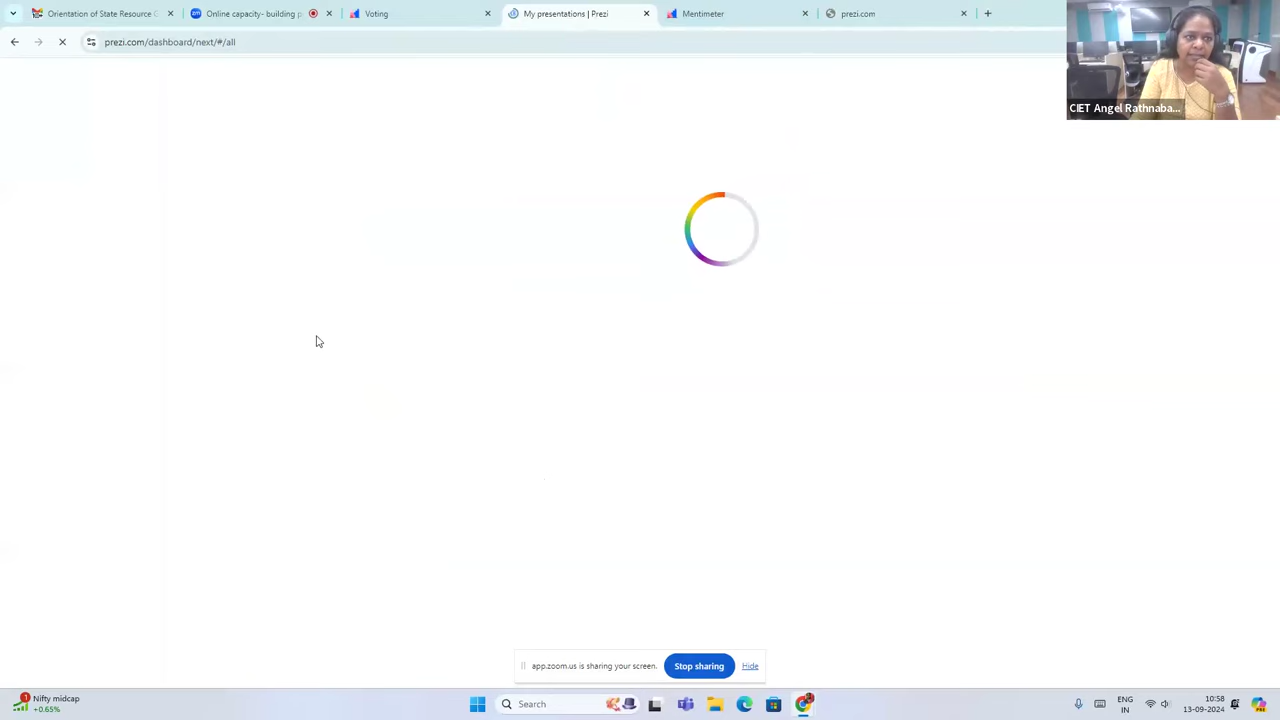 Orientation of State Resource G
Online capacity- building p
Voting
My presentations | Prezi
Mentimeter
prezi.com
prezi.com/dashboard/next/#/all
CIET Angel Rathnaba...
app.zoom.us is sharing your screen.
Stop sharing
Hide
1
Nifty midcap
+0.65%
Search
ENG
IN
10:58
13-09-2024